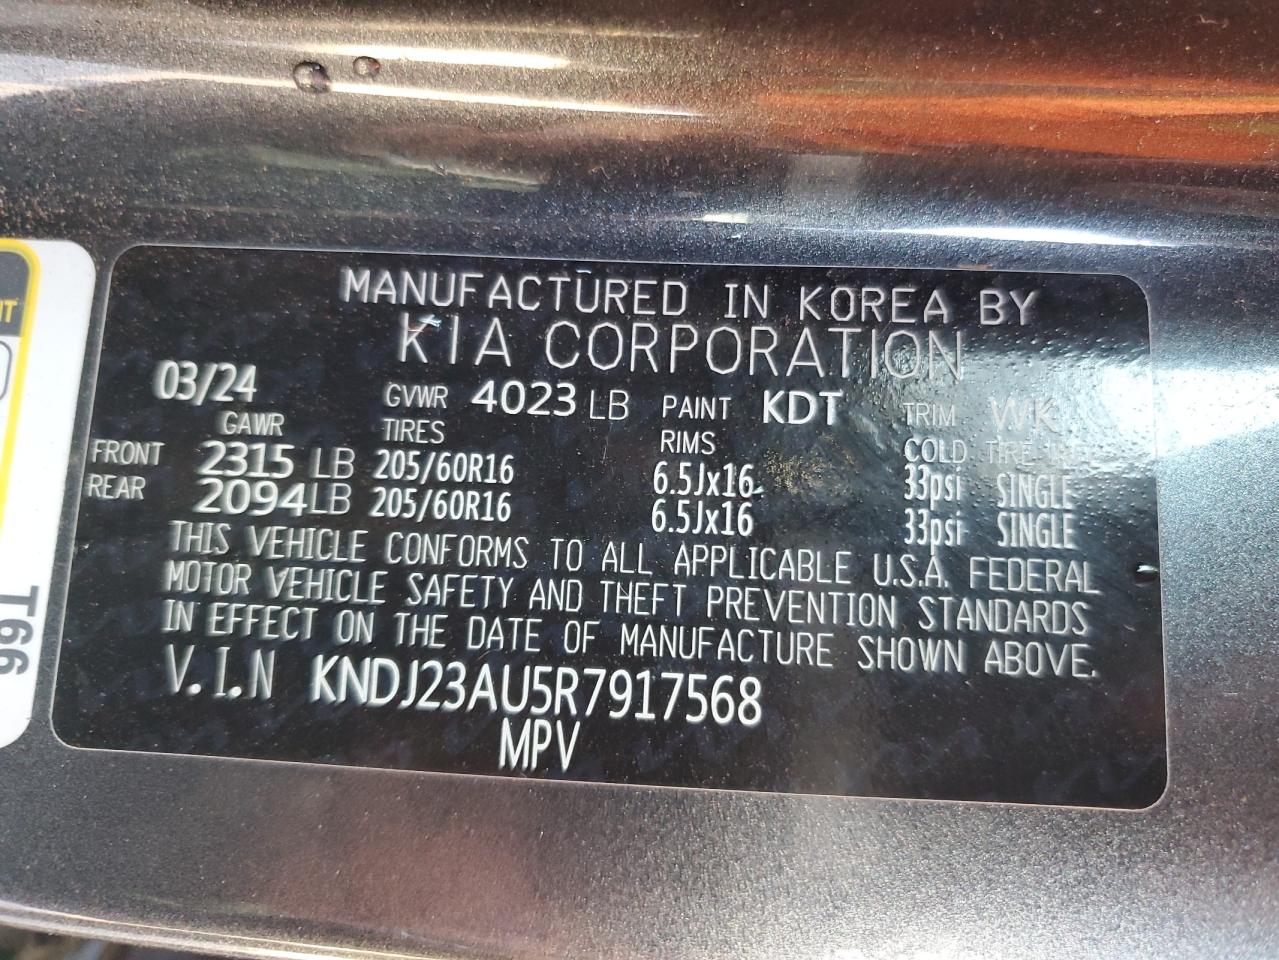 MANUFACTURED IN KOREA BY
KIA CORPORATION
03/24 GVWR 4023 LB PAINT KDT TRIM WK
GAWR TIRES RIMS COLD TIRE
FRONT 2315 LB 205/60R16 6.5Jx16 33psi SINGLE
REAR 2094 LB 205/60R16 6.5Jx16 33psi SINGLE
THIS VEHICLE CONFORMS TO ALL APPLICABLE U.S.A. FEDERAL
MOTOR VEHICLE SAFETY AND THEFT PREVENTION STANDARDS
IN EFFECT ON THE DATE OF MANUFACTURE SHOWN ABOVE.
V.I.N KNDJ23AU5R7917568
MPV